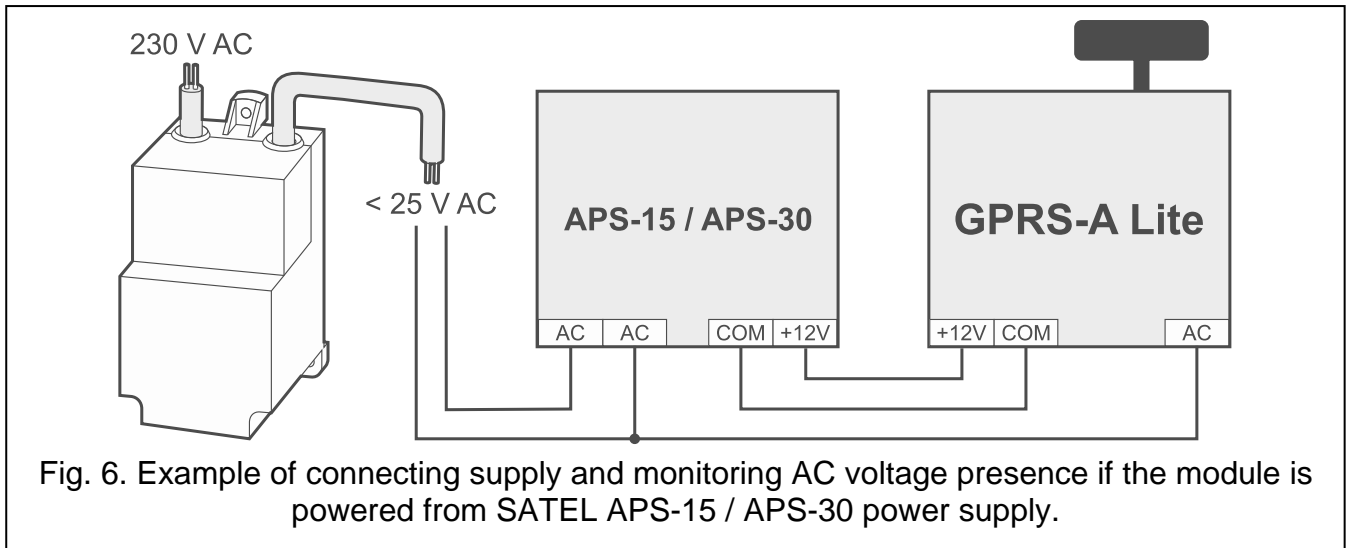 230 V AC
< 25 V AC
APS-15 / APS-30
AC AC COM +12V
GPRS-A Lite
+12V COM AC
Fig. 6. Example of connecting supply and monitoring AC voltage presence if the module is
powered from SATEL APS-15 / APS-30 power supply.